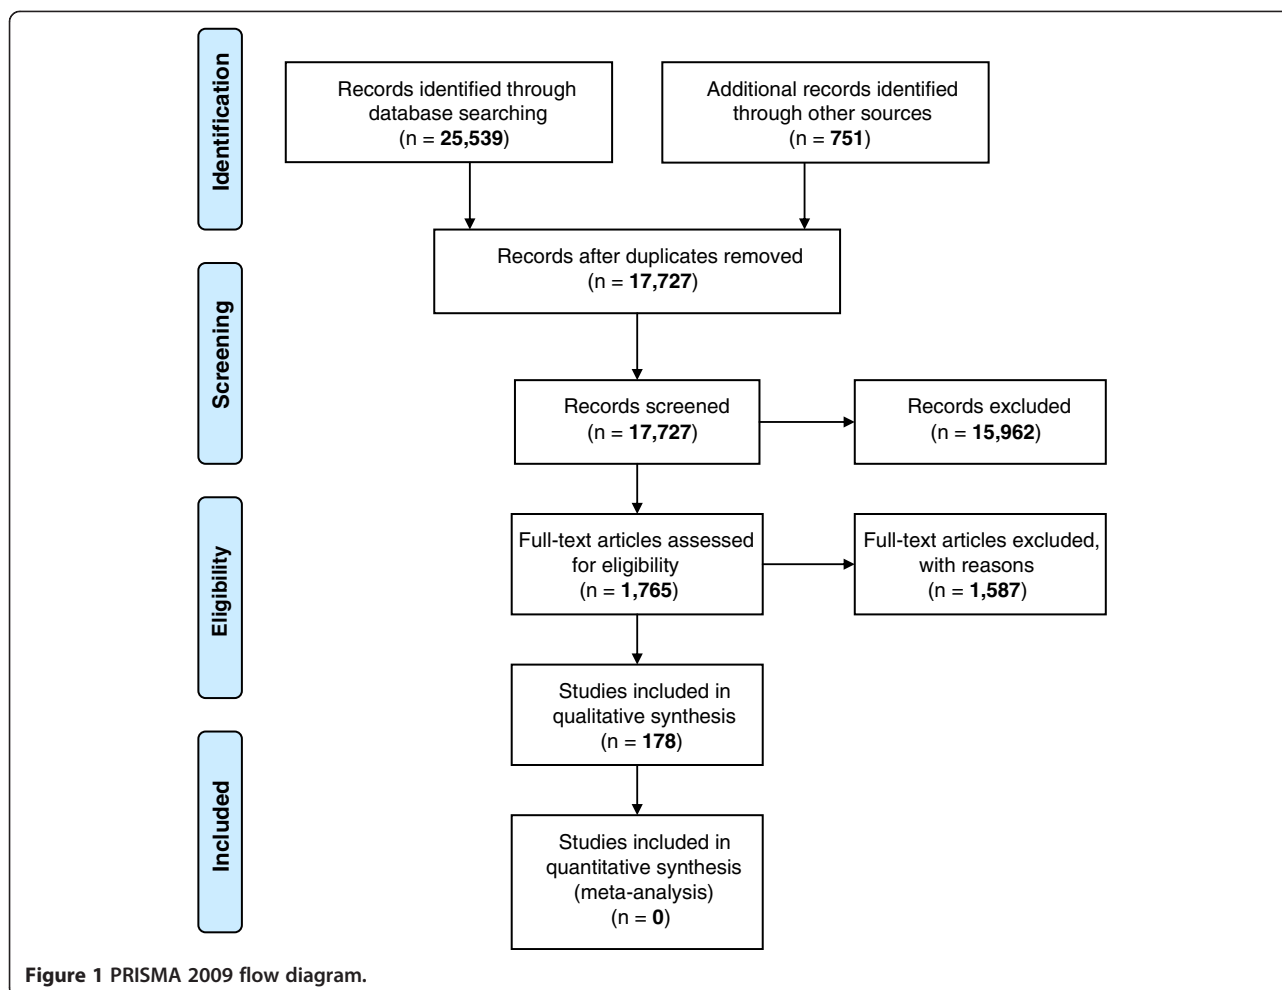 Identification
Records identified through
database searching
(n = 25,539)
Additional records identified
through other sources
(n = 751)
Records after duplicates removed
(n = 17,727)
Screening
Records screened
(n = 17,727)
Records excluded
(n = 15,962)
Eligibility
Full-text articles assessed
for eligibility
(n = 1,765)
Full-text articles excluded,
with reasons
(n = 1,587)
Studies included in
qualitative synthesis
(n = 178)
Included
Studies included in
quantitative synthesis
(meta-analysis)
(n = 0)
Figure 1 PRISMA 2009 flow diagram.